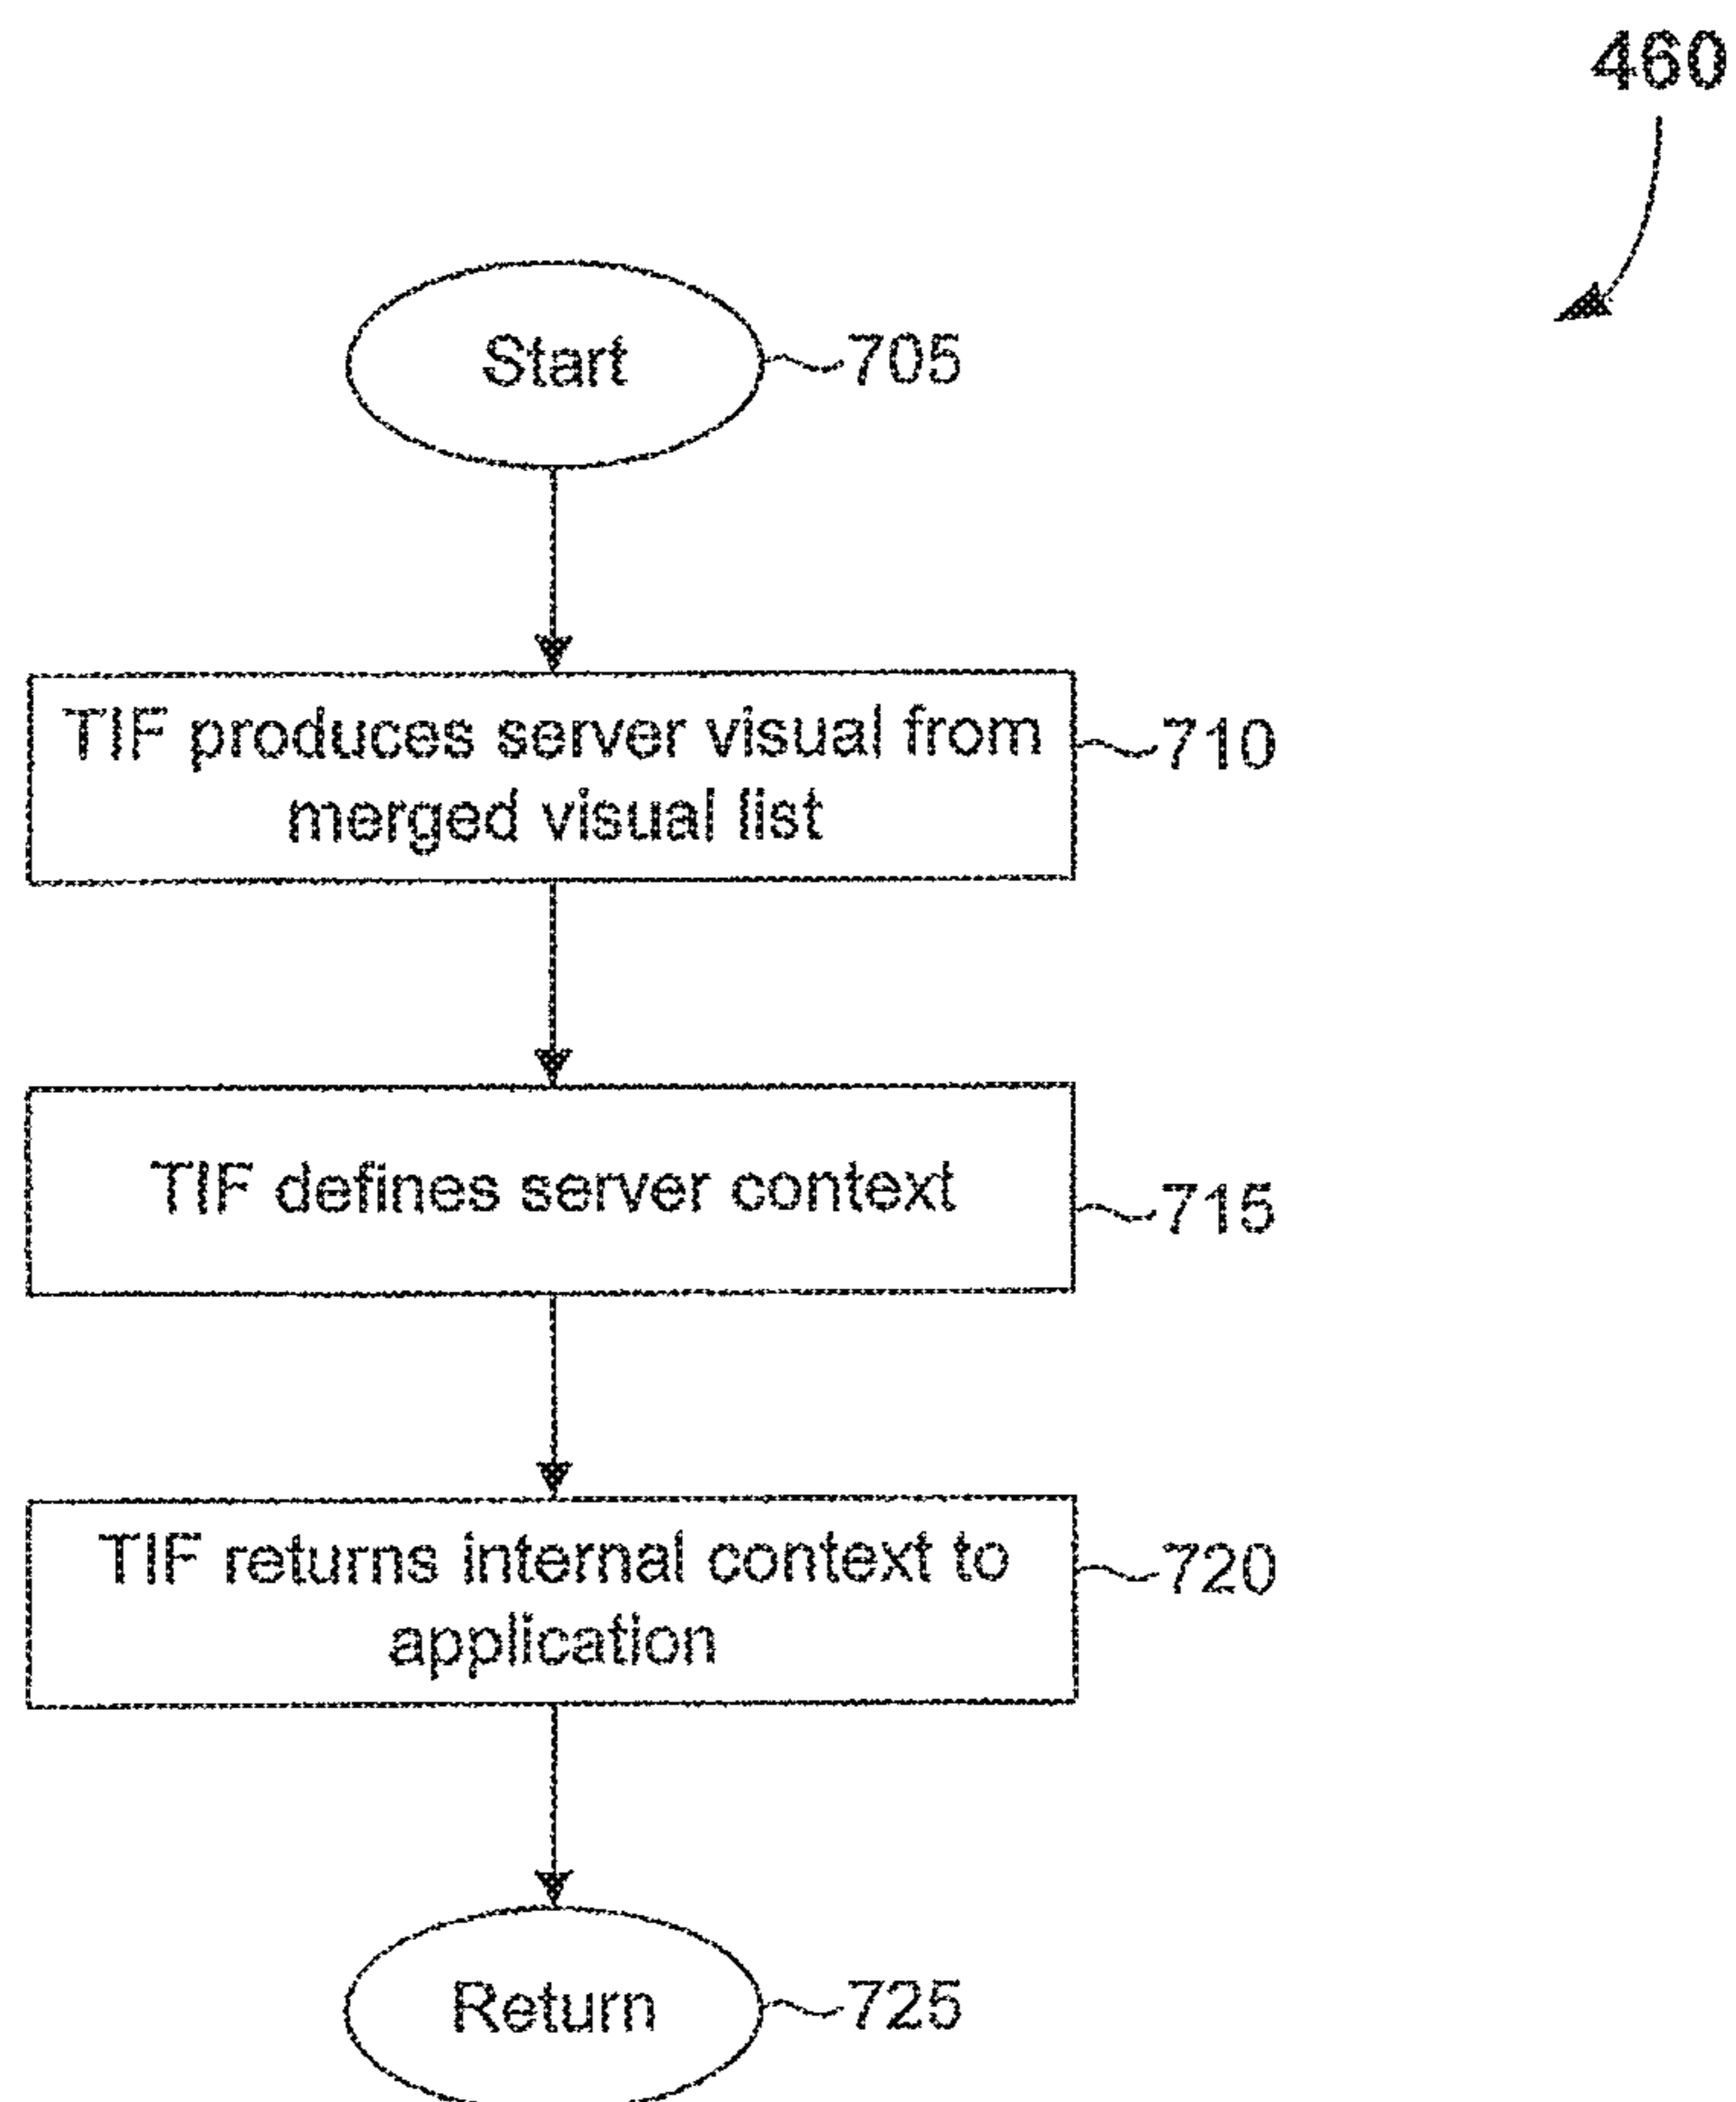 460
Start
705
TIF produces server visual from
merged visual list
710
TIF defines server context
715
TIF returns internal context to
application
720
Return
725